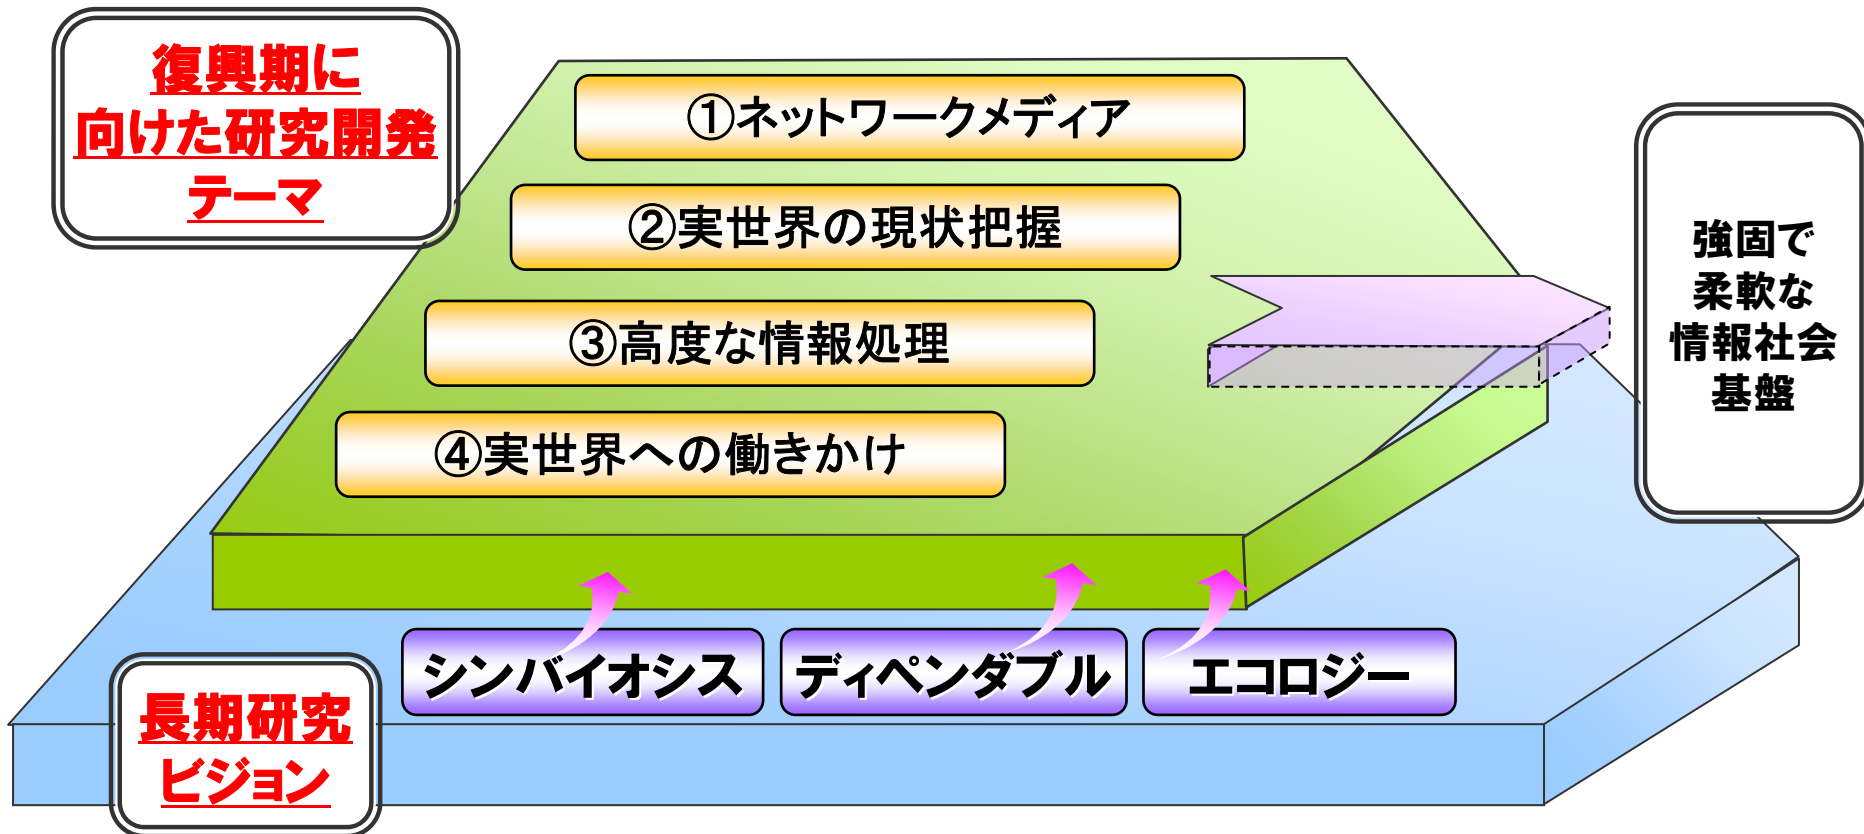 復興期に
向けた研究開発
テーマ
①ネットワークメディア
②実世界の現状把握
③高度な情報処理
④実世界への働きかけ
強固で
柔軟な
情報社会
基盤
シンバイオシス
ディペンダブル
エコロジー
長期研究
ビジョン